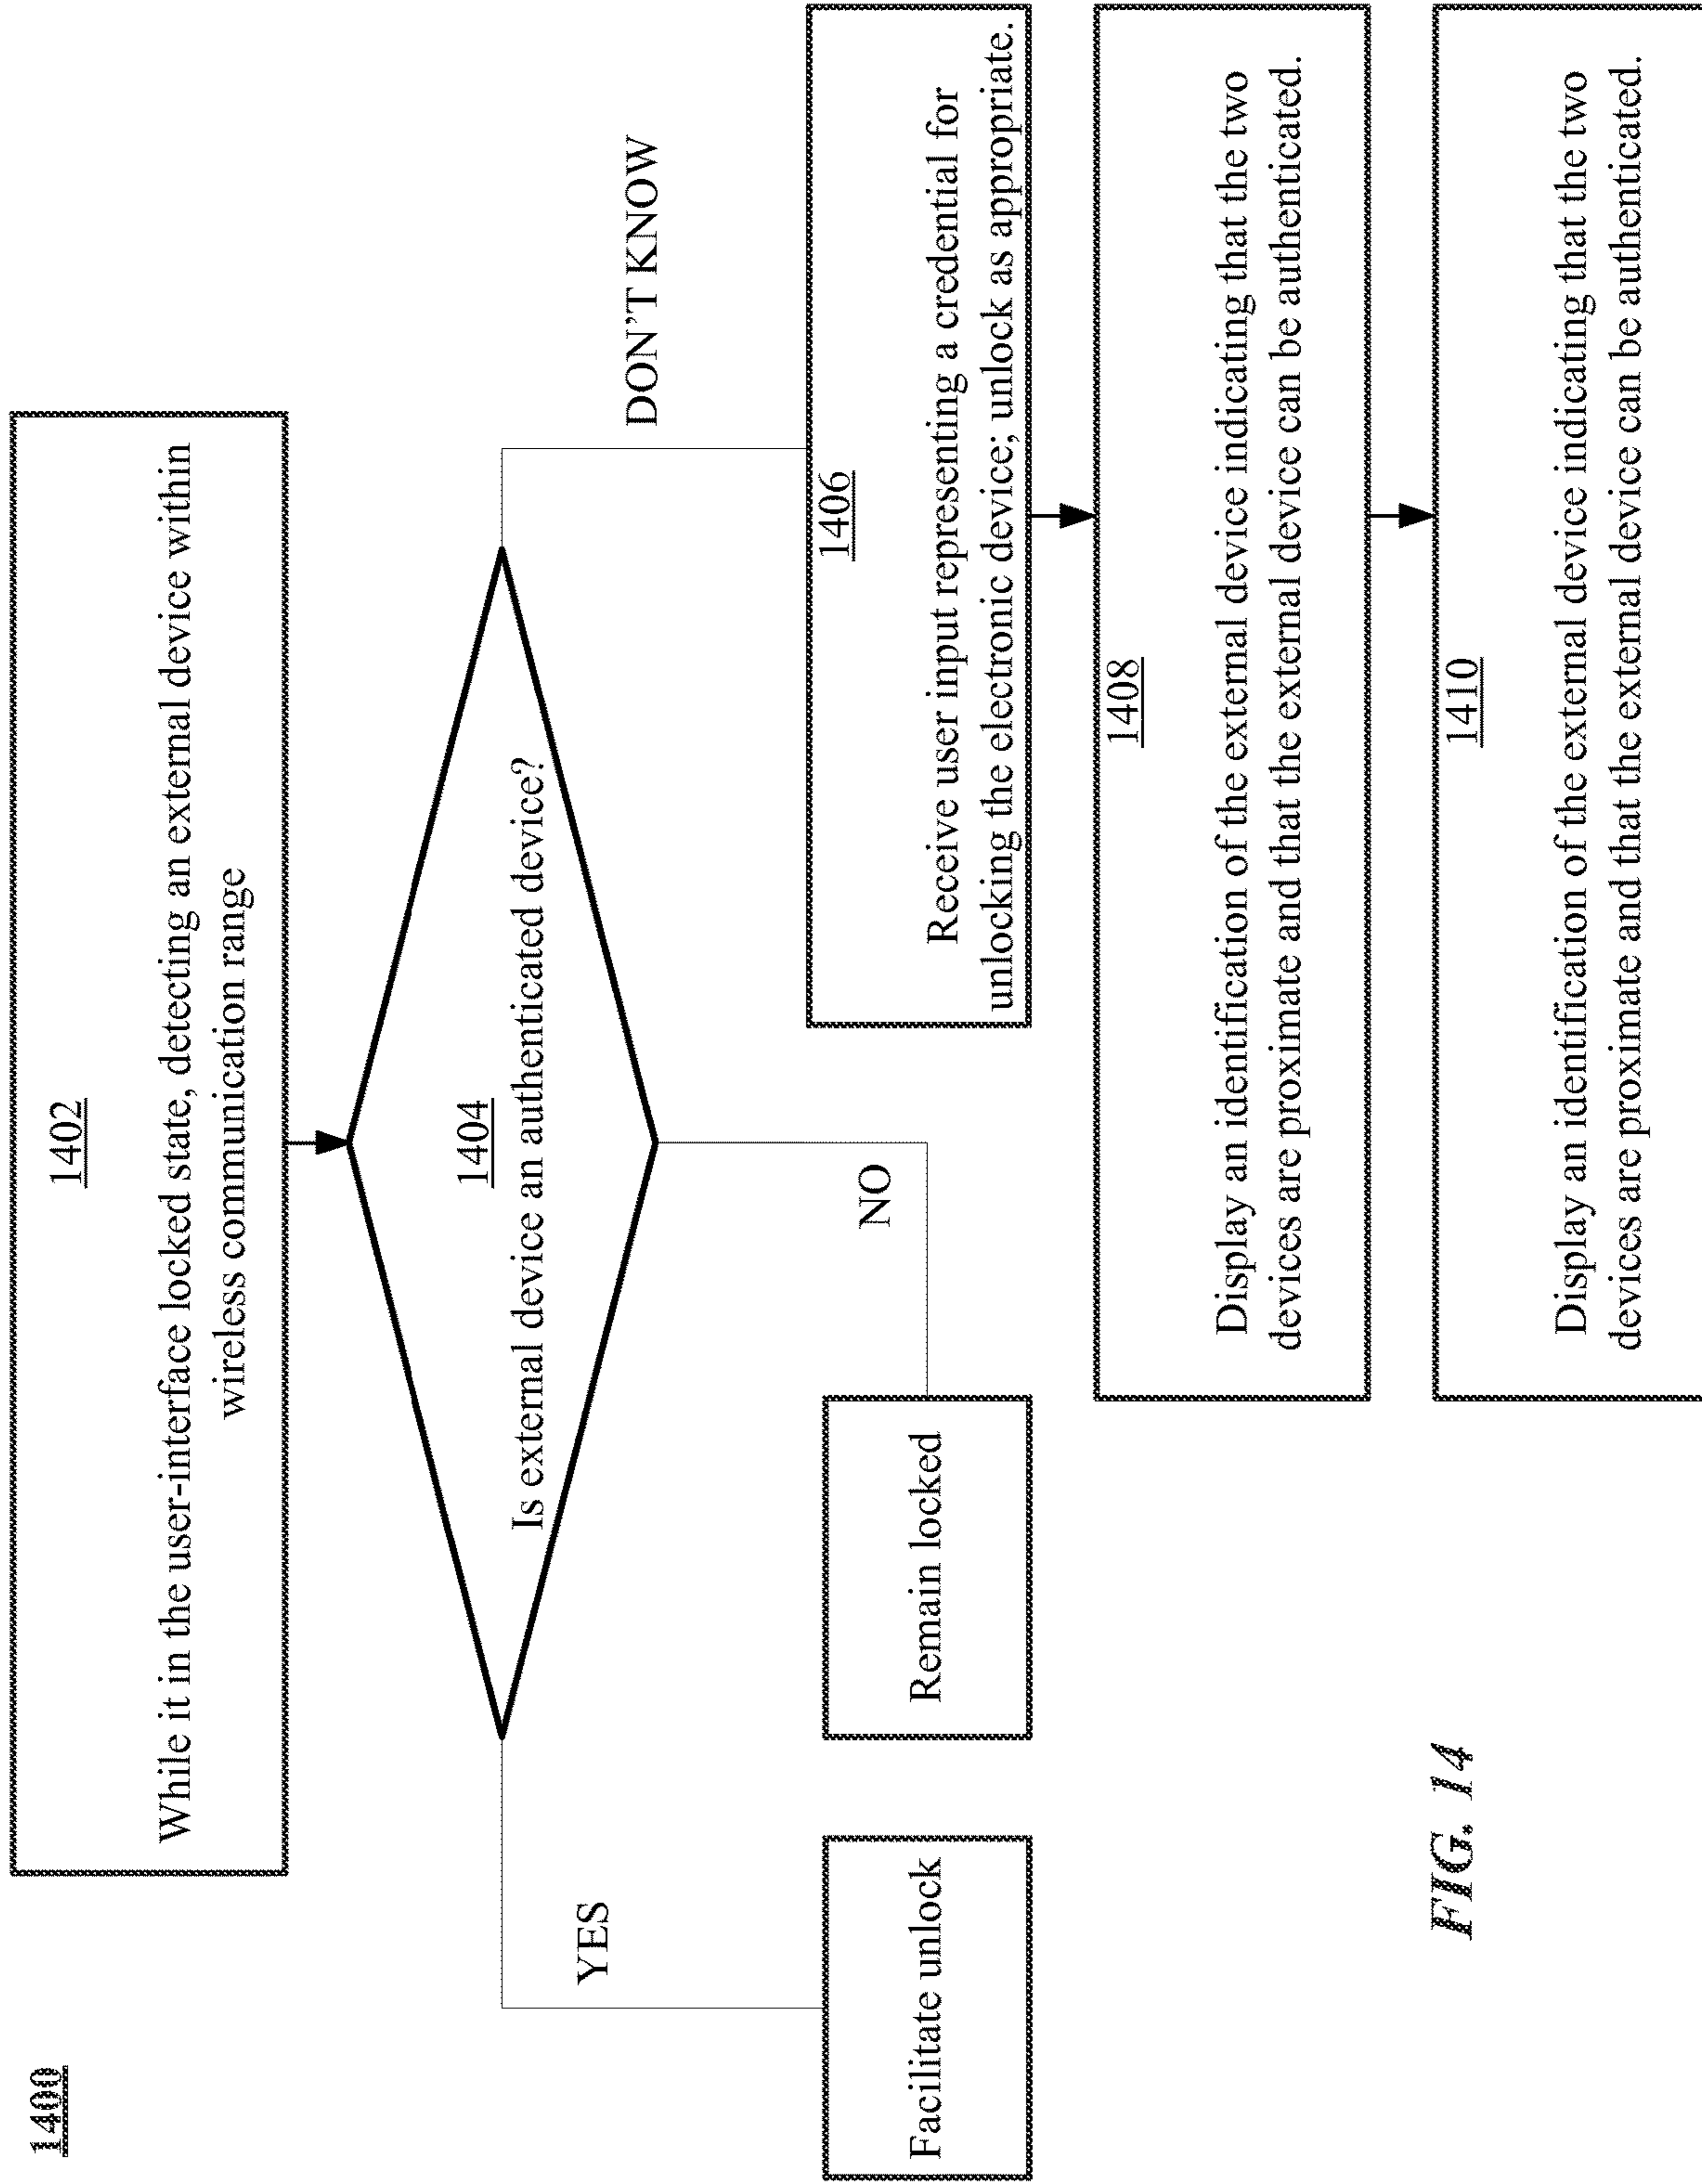 1400
1402
While it in the user-interface locked state, detecting an external device within
wireless communication range
1404
Is external device an authenticated device?
YES
NO
DON'T KNOW
Facilitate unlock
Remain locked
1406
Receive user input representing a credential for
unlocking the electronic device; unlock as appropriate.
1408
Display an identification of the external device indicating that the two
devices are proximate and that the external device can be authenticated.
1410
Display an identification of the external device indicating that the two
devices are proximate and that the external device can be authenticated.
FIG. 14